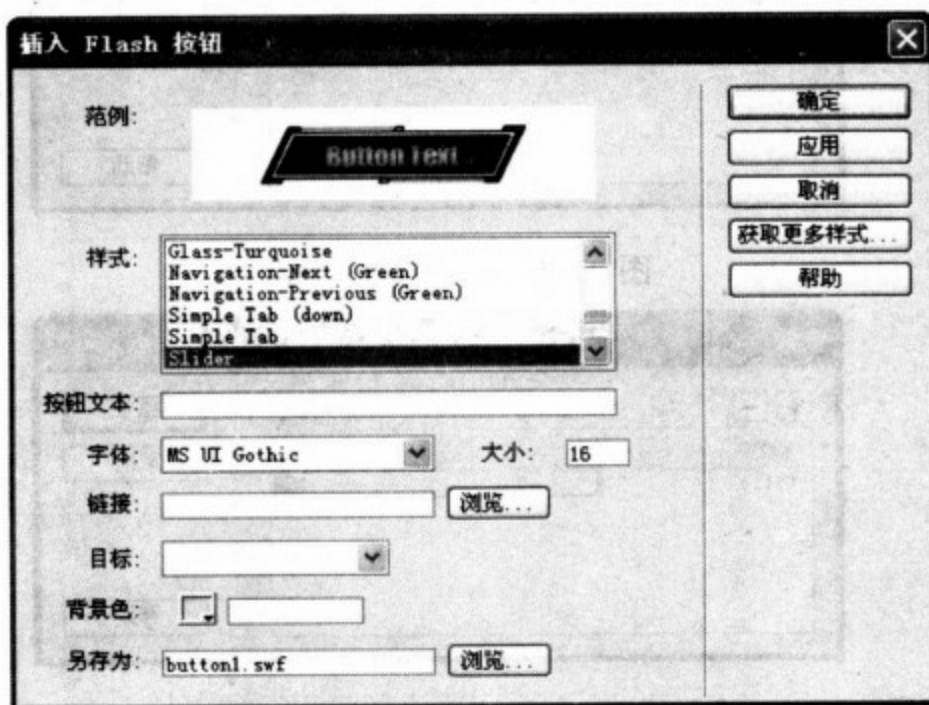 插入 Flash 按钮
范例:
Button Text
样式:
Glass-Turquoise
Navigation-Next (Green)
Navigation-Previous (Green)
Simple Tab (down)
Simple Tab
Slider
按钮文本:
字体: MS UI Gothic 大小: 16
链接: 浏览...
目标:
背景色:
另存为: button1.swf 浏览...
确定
应用
取消
获取更多样式...
帮助